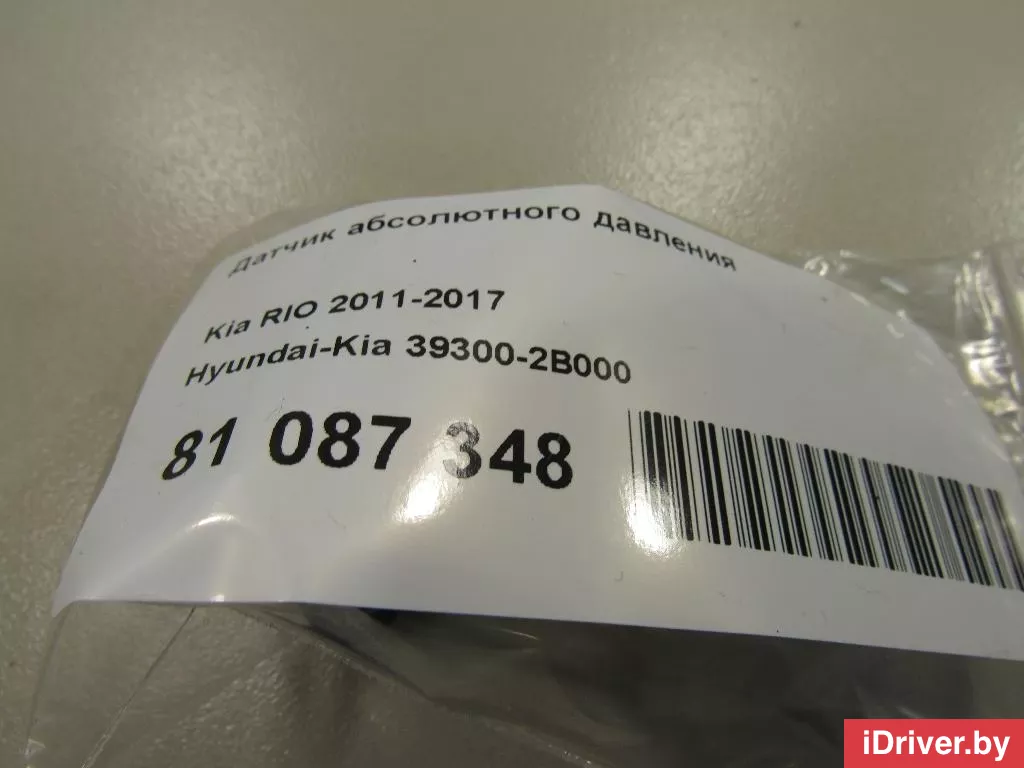 Датчик абсолютного давления
Kia RIO 2011-2017
Hyundai-Kia 39300-2B000
81 087 348
iDriver.by